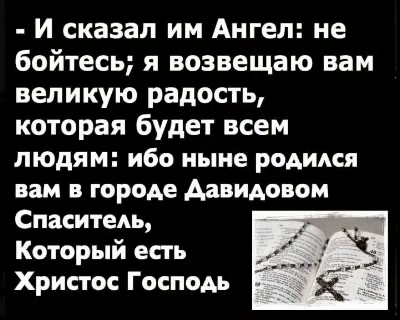 - И сказал им Ангел: не
бойтесь; я возвещаю вам
великую радость,
которая будет всем
людям: ибо ныне родился
вам в городе Давидовом
Спаситель,
Который есть
Христос Господь